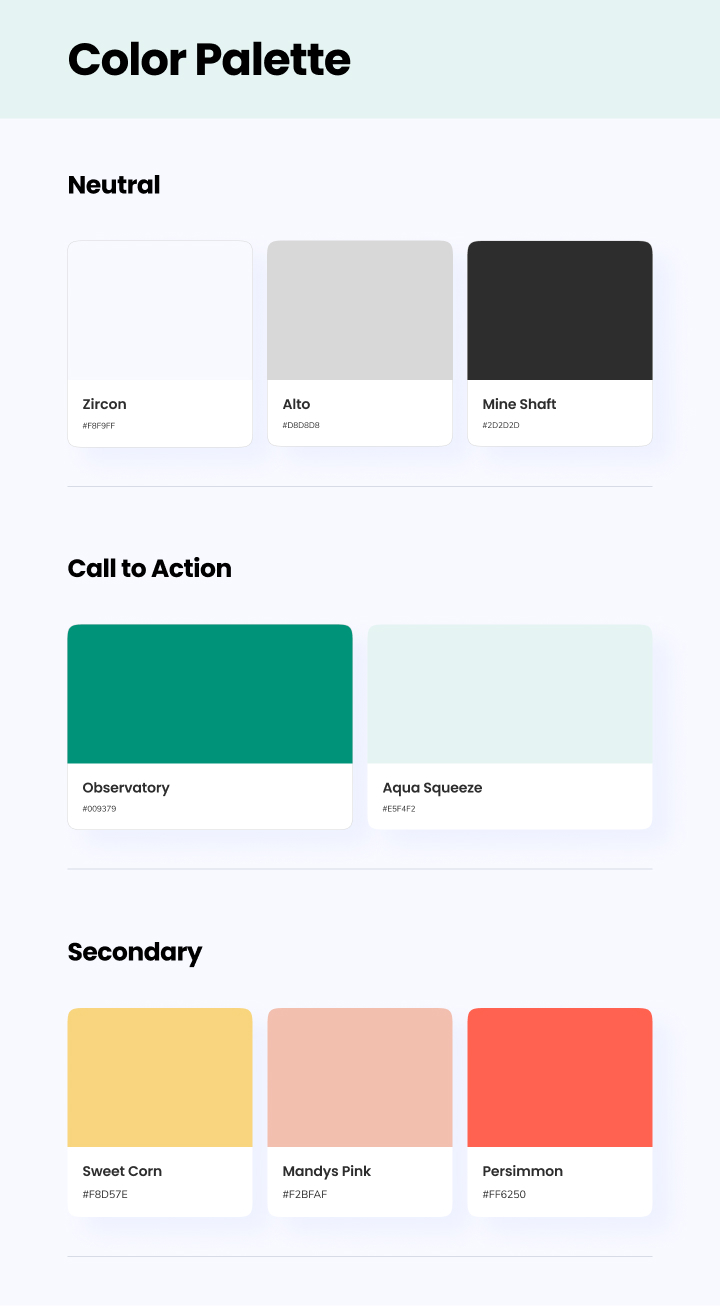 Color Palette
Neutral
Zircon
#F8F9FF
Alto
#D8D8D8
Mine Shaft
#2D2D2D
Call to Action
Observatory
#009379
Aqua Squeeze
#E5F4F2
Secondary
Sweet Corn
#F8D57E
Mandys Pink
#F2BFAF
Persimmon
#FF6250